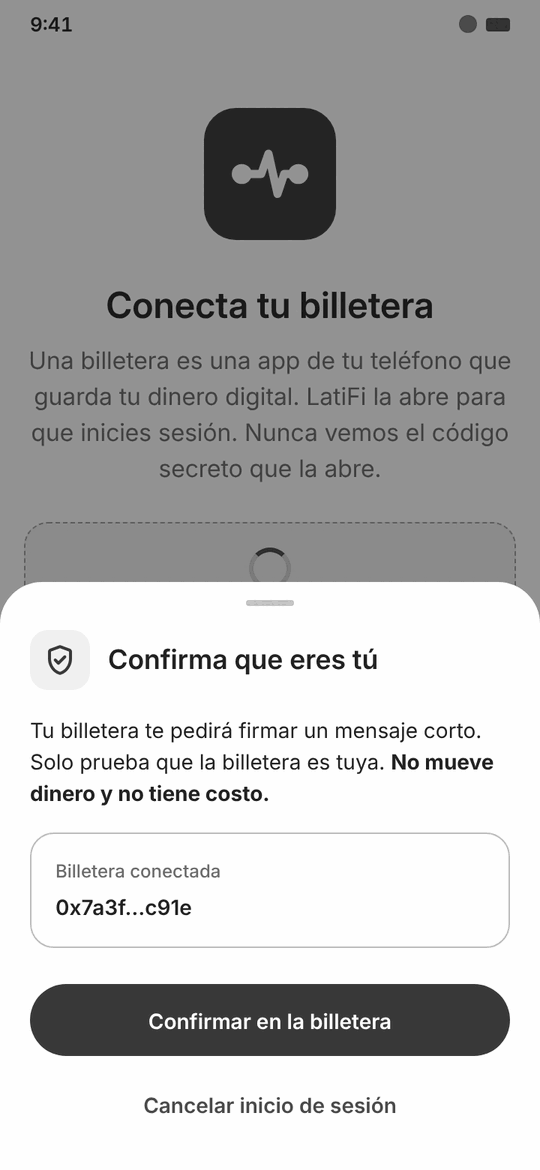 9:41
Conecta tu billetera
Una billetera es una app de tu teléfono que
guarda tu dinero digital. LatiFi la abre para
que inicies sesión. Nunca vemos el código
secreto que la abre.
Confirma que eres tú
Tu billetera te pedirá firmar un mensaje corto.
Solo prueba que la billetera es tuya. No mueve
dinero y no tiene costo.
Billetera conectada
0x7a3f...c91e
Confirmar en la billetera
Cancelar inicio de sesión